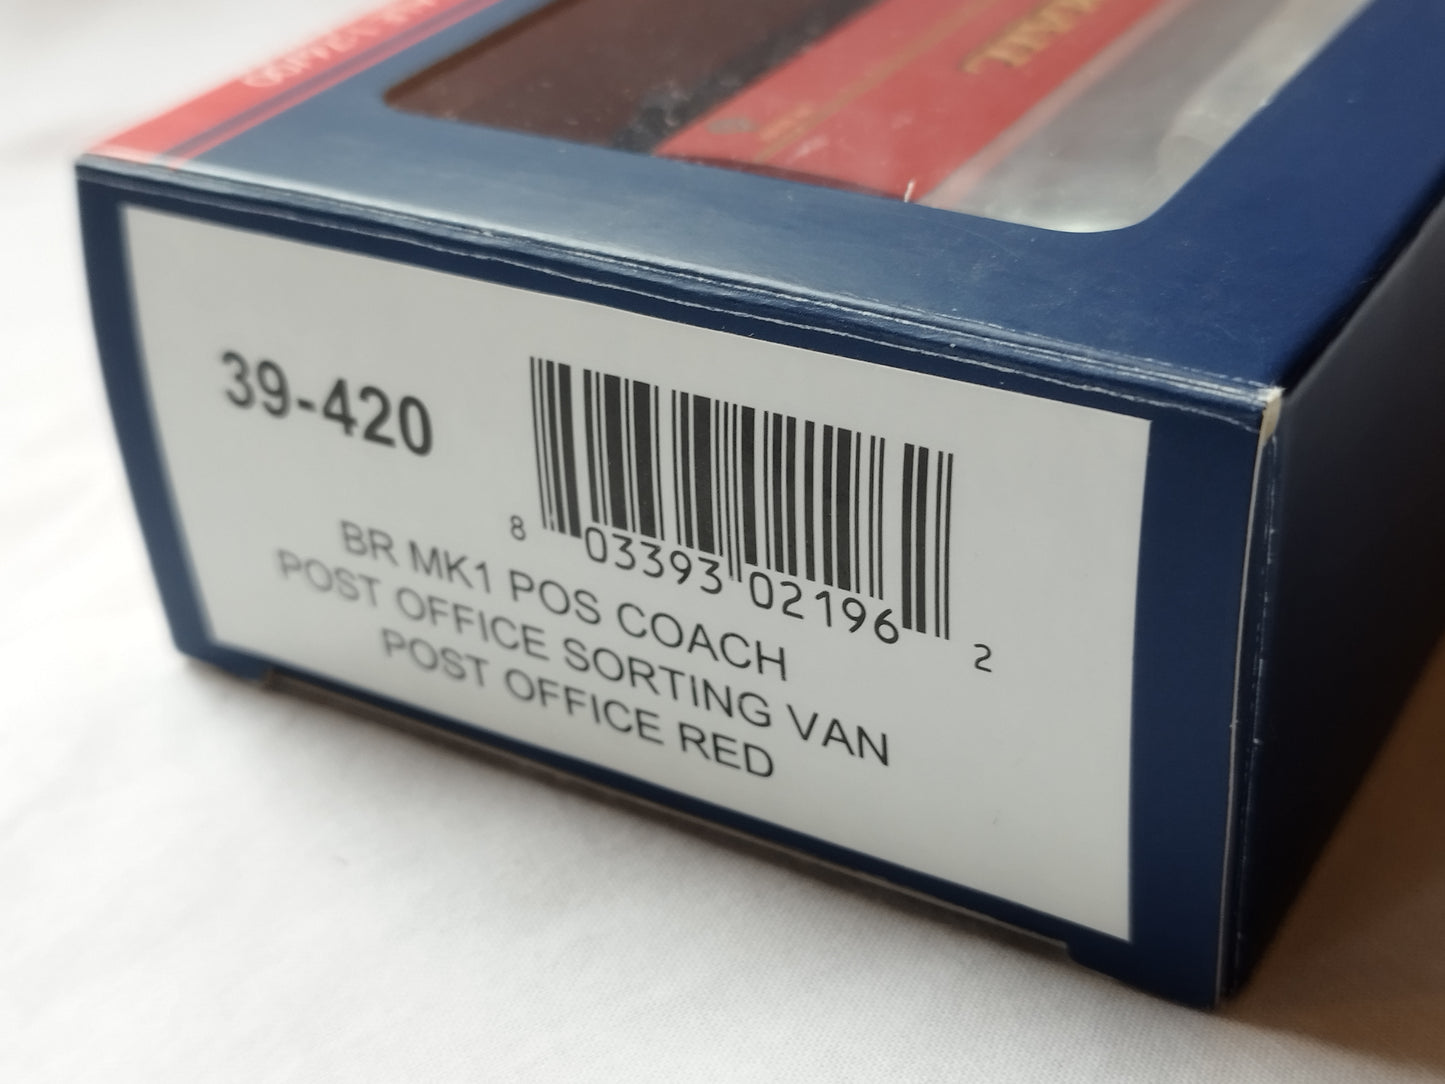 39-420
8 03393 02196 2
BR MK1 POS COACH
POST OFFICE SORTING VAN
POST OFFICE RED